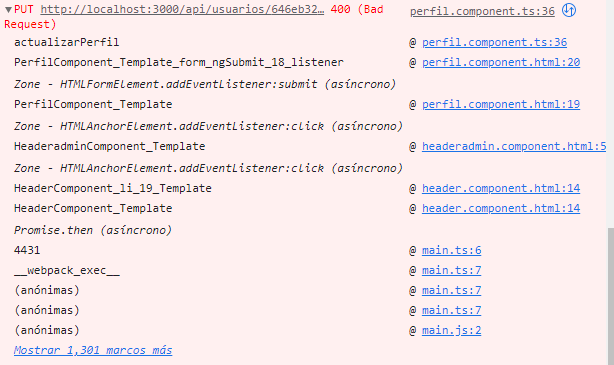 ▼PUT http://localhost:3000/api/usuarios/646eb32… 400 (Bad Request) perfil.component.ts:36
actualizarPerfil @ perfil.component.ts:36
PerfilComponent_Template_form_ngSubmit_18_listener @ perfil.component.html:20
Zone - HTMLFormElement.addEventListener:submit (asíncrono)
PerfilComponent_Template @ perfil.component.html:19
Zone - HTMLAnchorElement.addEventListener:click (asíncrono)
HeaderadminComponent_Template @ headeradmin.component.html:5
Zone - HTMLAnchorElement.addEventListener:click (asíncrono)
HeaderComponent_li_19_Template @ header.component.html:14
HeaderComponent_Template @ header.component.html:14
Promise.then (asíncrono)
4431 @ main.ts:6
__webpack_exec__ @ main.ts:7
(anónimas) @ main.ts:7
(anónimas) @ main.ts:7
(anónimas) @ main.js:2
Mostrar 1,301 marcos más